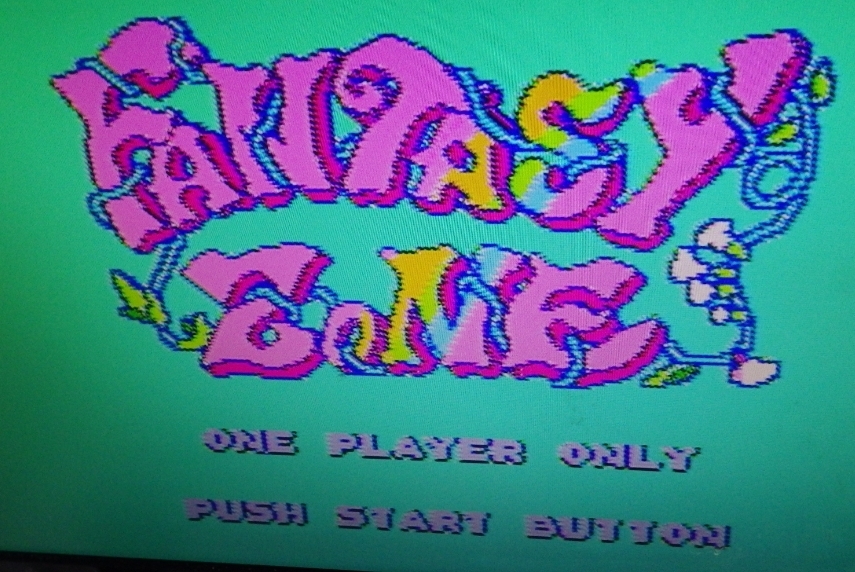 FANTASY
ZONE
ONE PLAYER ONLY
PUSH START BUTTON